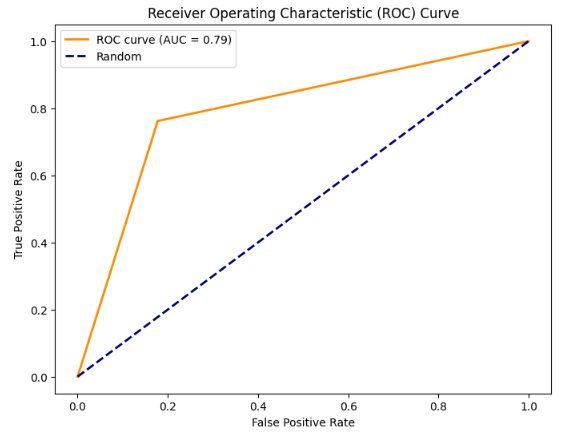 Receiver Operating Characteristic (ROC) Curve
ROC curve (AUC = 0.79)
Random
True Positive Rate
1.0
0.8
0.6
0.4
0.2
0.0
0.0 0.2 0.4 0.6 0.8 1.0
False Positive Rate